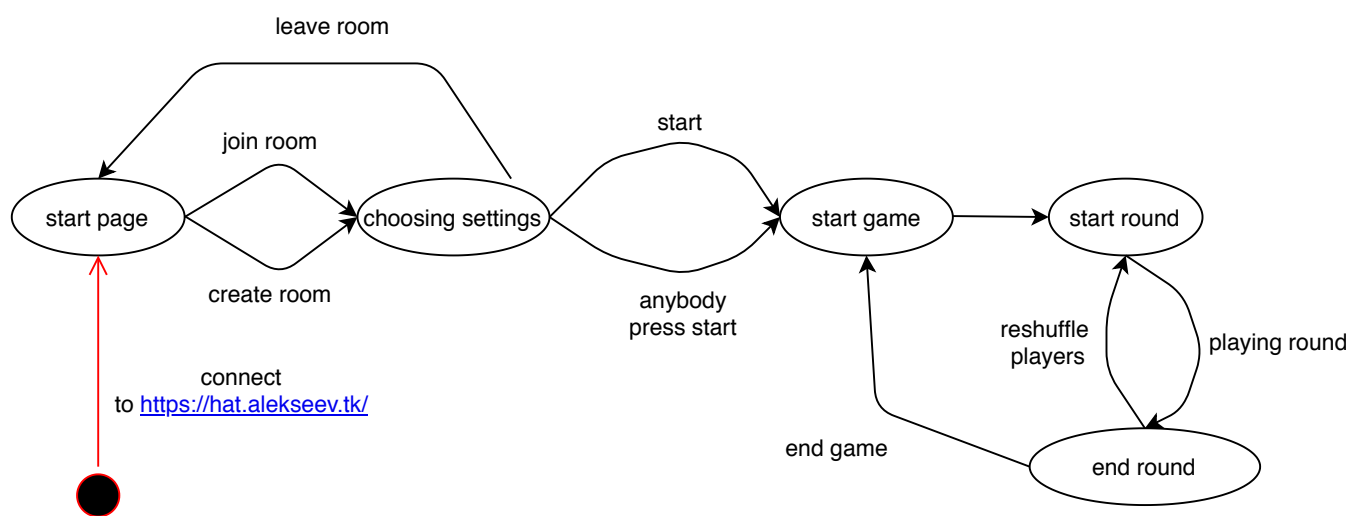 leave room
join room
start
start page
choosing settings
start game
start round
create room
anybody
press start
reshuffle
players
playing round
connect
to https://hat.alekseev.tk/
end game
end round